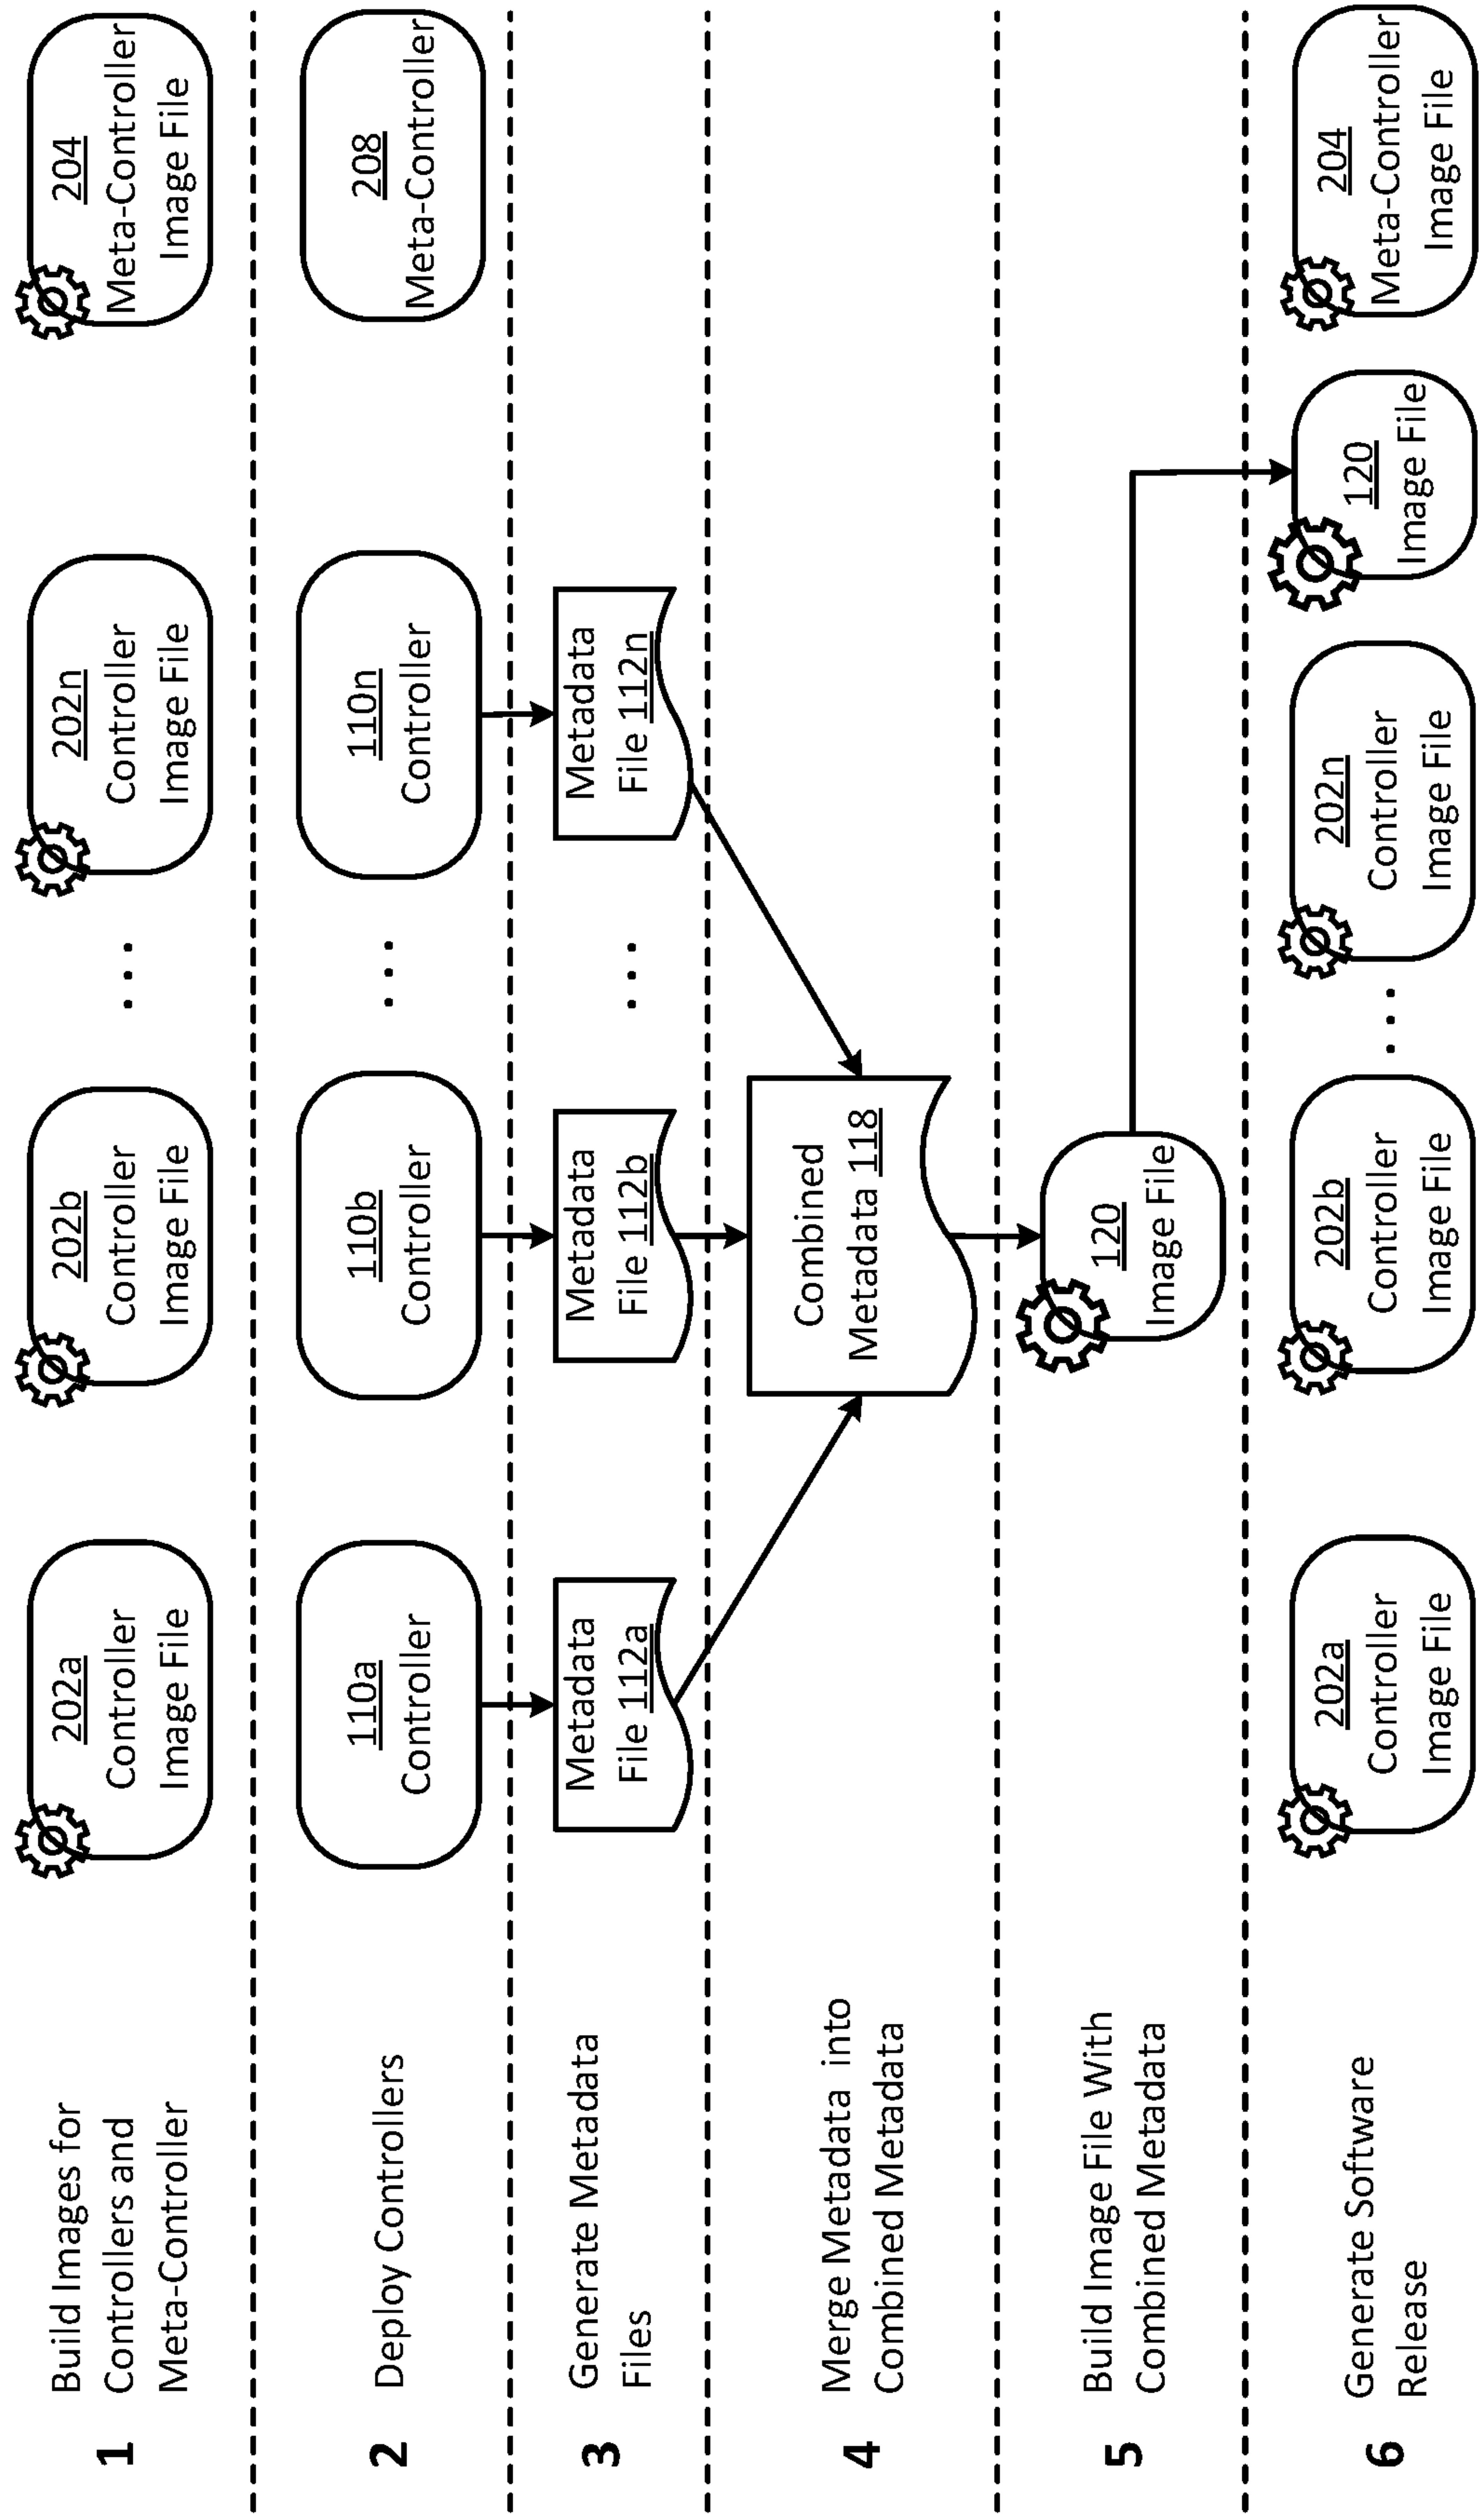 1
Build Images for
Controllers and
Meta-Controller
202a
Controller
Image File
202b
Controller
Image File
...
202n
Controller
Image File
204
Meta-Controller
Image File
2
Deploy Controllers
110a
Controller
110b
Controller
...
110n
Controller
208
Meta-Controller
3
Generate Metadata
Files
Metadata
File 112a
Metadata
File 112b
...
Metadata
File 112n
4
Merge Metadata into
Combined Metadata
Combined
Metadata 118
5
Build Image File With
Combined Metadata
120
Image File
6
Generate Software
Release
202a
Controller
Image File
202b
Controller
Image File
...
202n
Controller
Image File
120
Image File
204
Meta-Controller
Image File